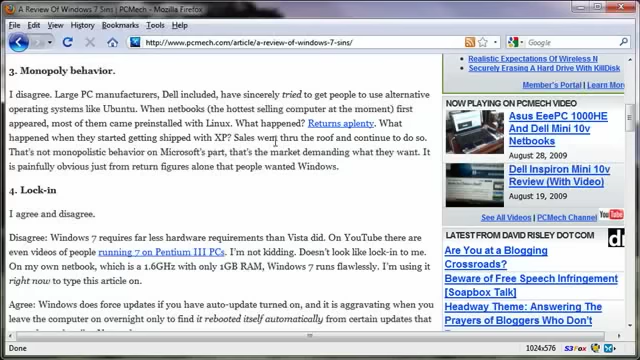 A Review Of Windows 7 Sins | PCMech - Mozilla Firefox
File Edit View History Bookmarks Tools Help
http://www.pcmech.com/article/a-review-of-windows-7-sins/
Google
3. Monopoly behavior.
I disagree. Large PC manufacturers, Dell included, have sincerely tried to get people to use alternative
operating systems like Ubuntu. When netbooks (the hottest selling computer at the moment) first
appeared, most of them came preinstalled with Linux. What happened? Returns aplenty. What
happened when they started getting shipped with XP? Sales went thru the roof and continue to do so.
That's not monopolistic behavior on Microsoft's part, that's the market demanding what they want. It
is painfully obvious just from return figures alone that people wanted Windows.
4. Lock-in
I agree and disagree.
Disagree: Windows 7 requires far less hardware requirements than Vista did. On YouTube there are
even videos of people running 7 on Pentium III PCs. I'm not kidding. Doesn't look like lock-in to me.
On my own netbook, which is a 1.6GHz with only 1GB RAM, Windows 7 runs flawlessly. I'm using it
right now to type this article on.
Agree: Windows does force updates if you have auto-update turned on, and it is aggravating when you
leave the computer on overnight only to find it rebooted itself automatically from certain updates that
Realistic Expectations Of Wireless N
Securely Erasing A Hard Drive With KillDisk
Member's Portal | Learn More
NOW PLAYING ON PCMECH VIDEO
Asus EeePC 1000HE
And Dell Mini 10v
Netbooks
August 28, 2009
Dell Inspiron Mini 10v
Review (With Video)
August 19, 2009
See All Videos | PCMech Channel
YouTube
LATEST FROM DAVID RISLEY DOT COM
Are You at a Blogging
Crossroads?
Beware of Free Speech Infringement
[Soapbox Talk]
Headway Theme: Answering The
Prayers of Bloggers Who Don't
Done
1024x576
S3Fox